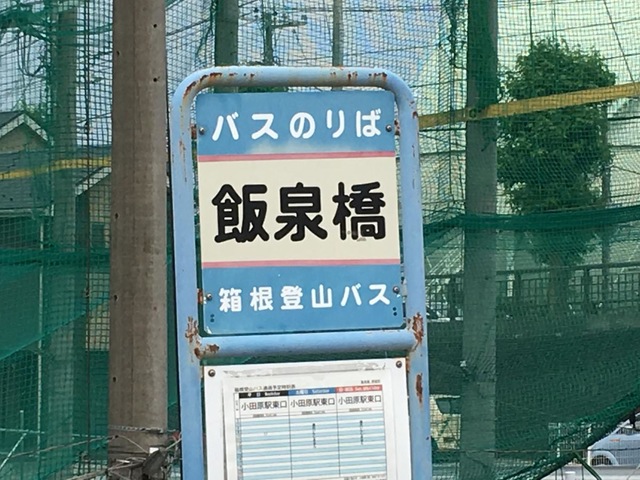 バスのりば
飯泉橋
箱根登山バス
小田原駅東口 小田原駅東口 小田原駅東口